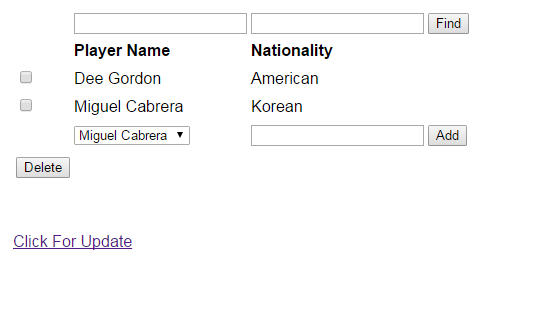 Find
Player Name Nationality
Dee Gordon American
Miguel Cabrera Korean
Miguel Cabrera Add
Delete
Click For Update